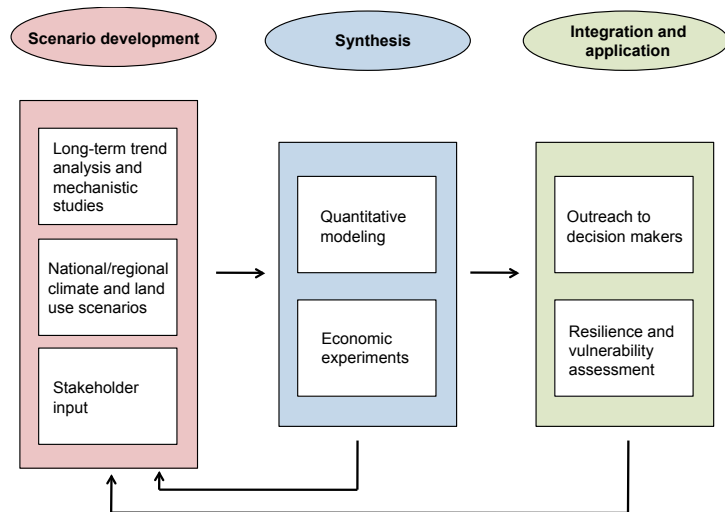 Scenario development
Synthesis
Integration and
application
Long-term trend
analysis and
mechanistic
studies
National/regional
climate and land
use scenarios
Stakeholder
input
Quantitative
modeling
Economic
experiments
Outreach to
decision makers
Resilience and
vulnerability
assessment